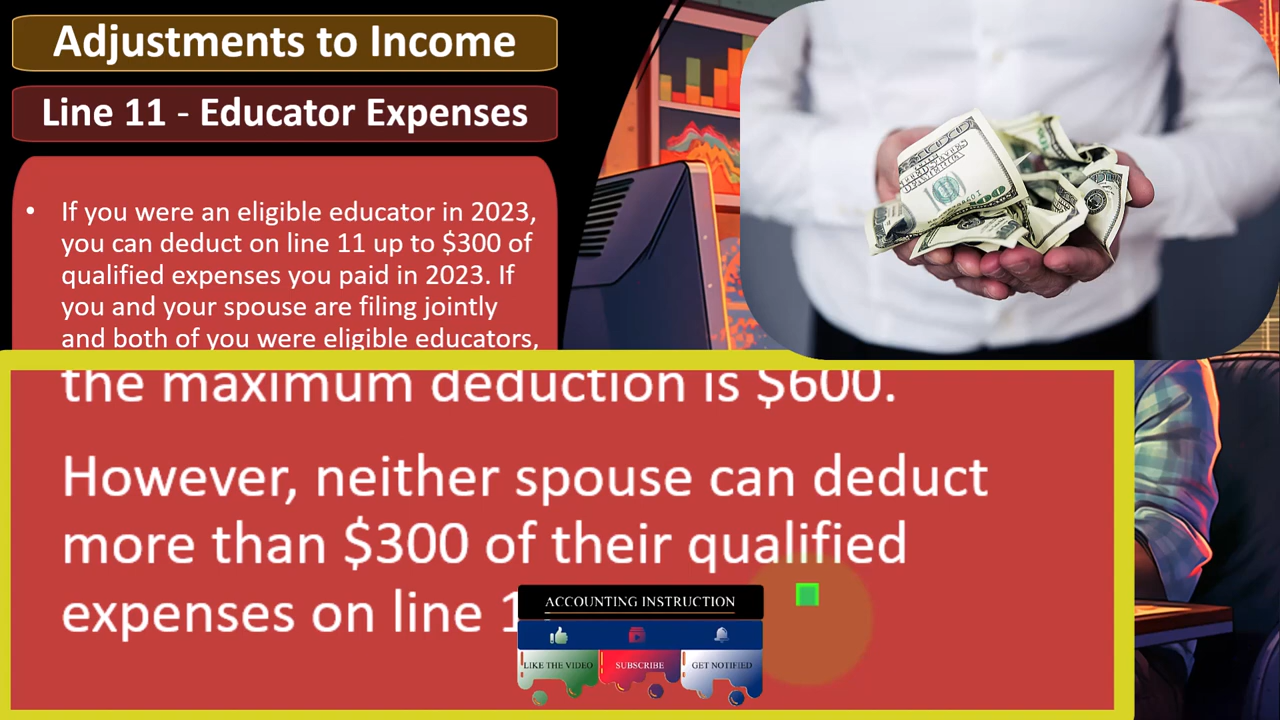 Adjustments to Income
Line 11 - Educator Expenses
• If you were an eligible educator in 2023,
you can deduct on line 11 up to $300 of
qualified expenses you paid in 2023. If
you and your spouse are filing jointly
and both of you were eligible educators,
the maximum deduction is $600.
However, neither spouse can deduct
more than $300 of their qualified
expenses on line
ACCOUNTING INSTRUCTION
LIKE THE VIDEO
SUBSCRIBE
GET NOTIFIED